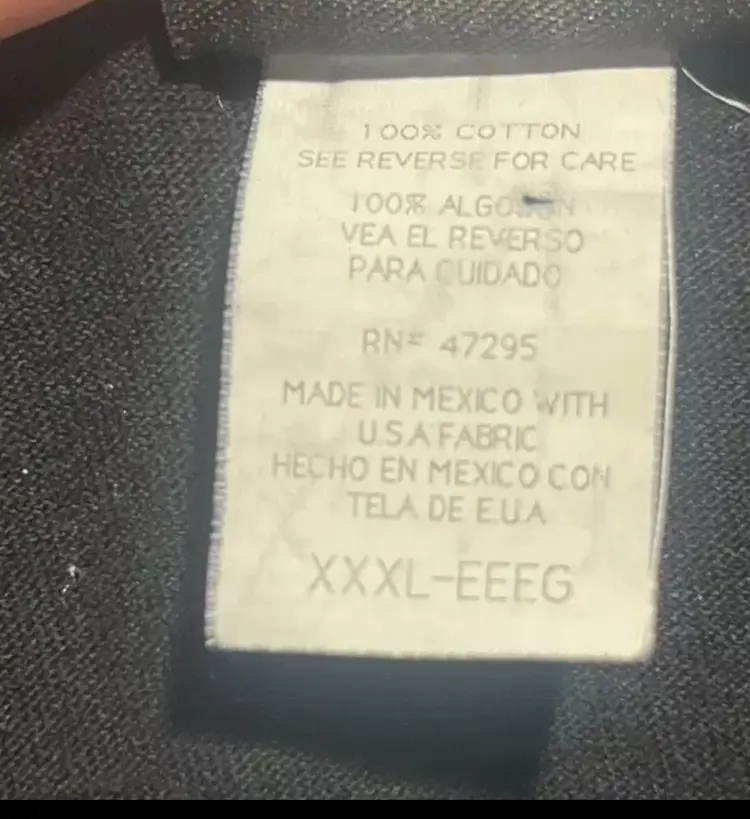 100% COTTON
SEE REVERSE FOR CARE
100% ALGODON
VEA EL REVERSO
PARA CUIDADO
RN= 47295
MADE IN MEXICO WITH
U.S.A FABRIC
HECHO EN MEXICO CON
TELA DE E.U.A
XXXL-EEEG